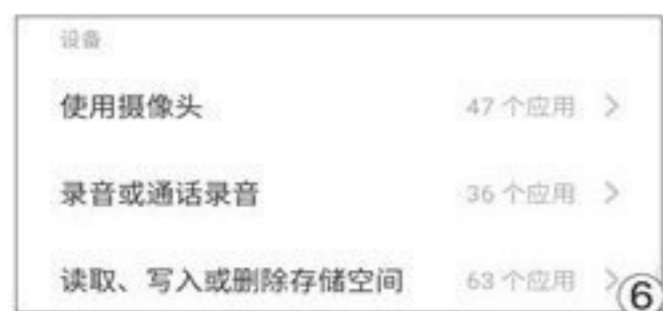 设备
使用摄像头 47 个应用 >
录音或通话录音 36 个应用 >
读取、写入或删除存储空间 63 个应用 >
⑥